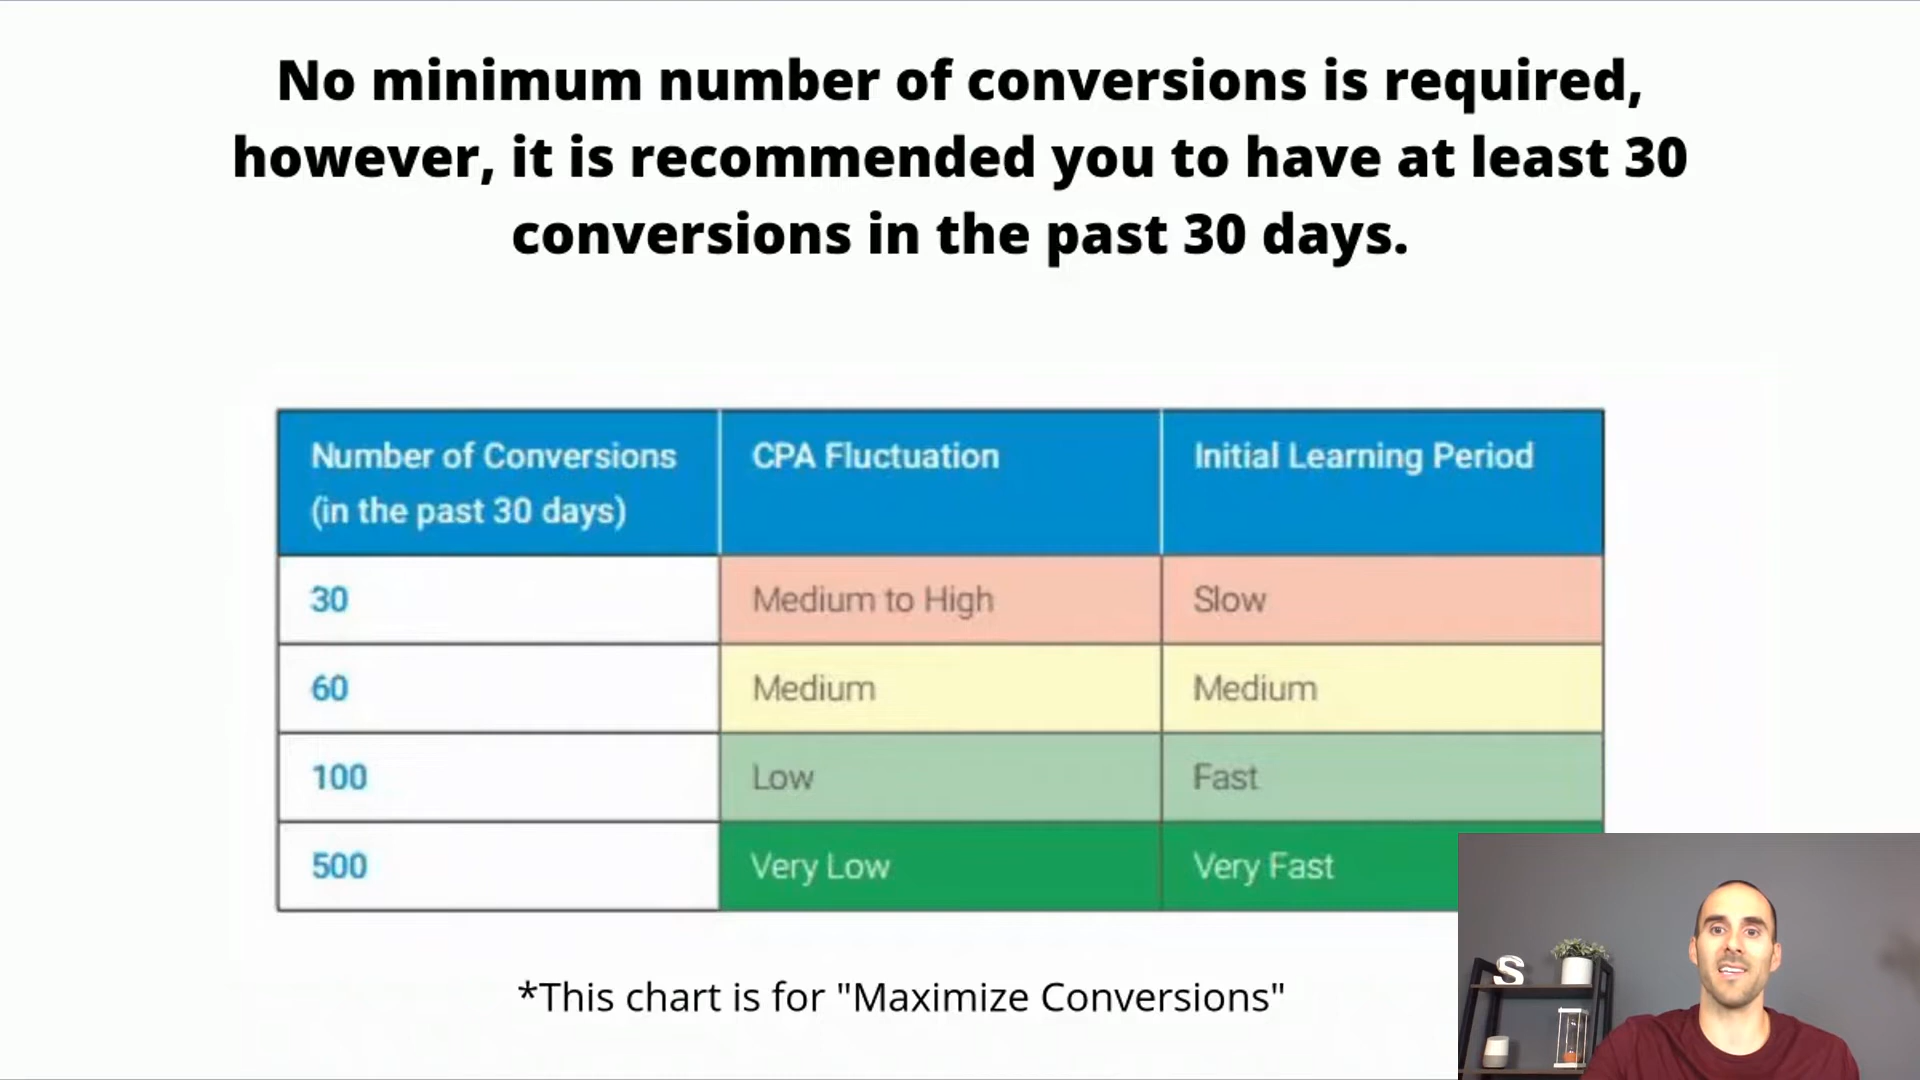 No minimum number of conversions is required,
however, it is recommended you to have at least 30
conversions in the past 30 days.
Number of Conversions
(in the past 30 days)
CPA Fluctuation
Initial Learning Period
30
Medium to High
Slow
60
Medium
Medium
100
Low
Fast
500
Very Low
Very Fast
*This chart is for "Maximize Conversions"
S